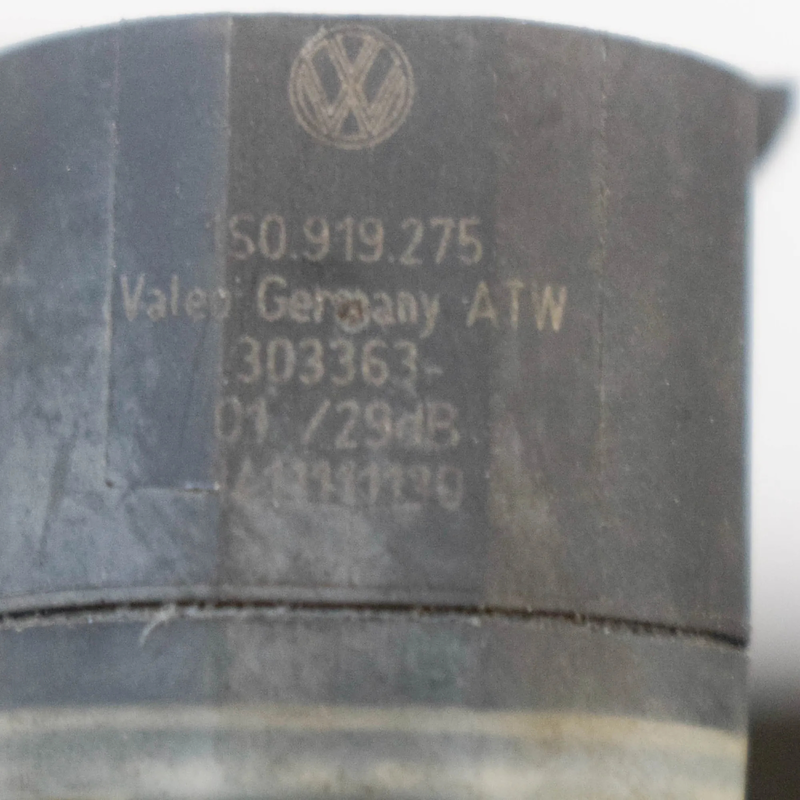 1S0.919.275
Valeo Germany ATW
303363-
01 /29dB